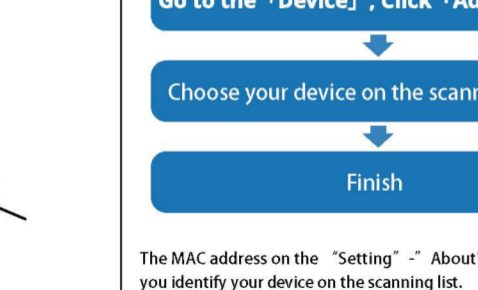 Go to the 「Device」, Click 「Ad
Choose your device on the scann
Finish
The MAC address on the “Setting” -” About”
you identify your device on the scanning list.